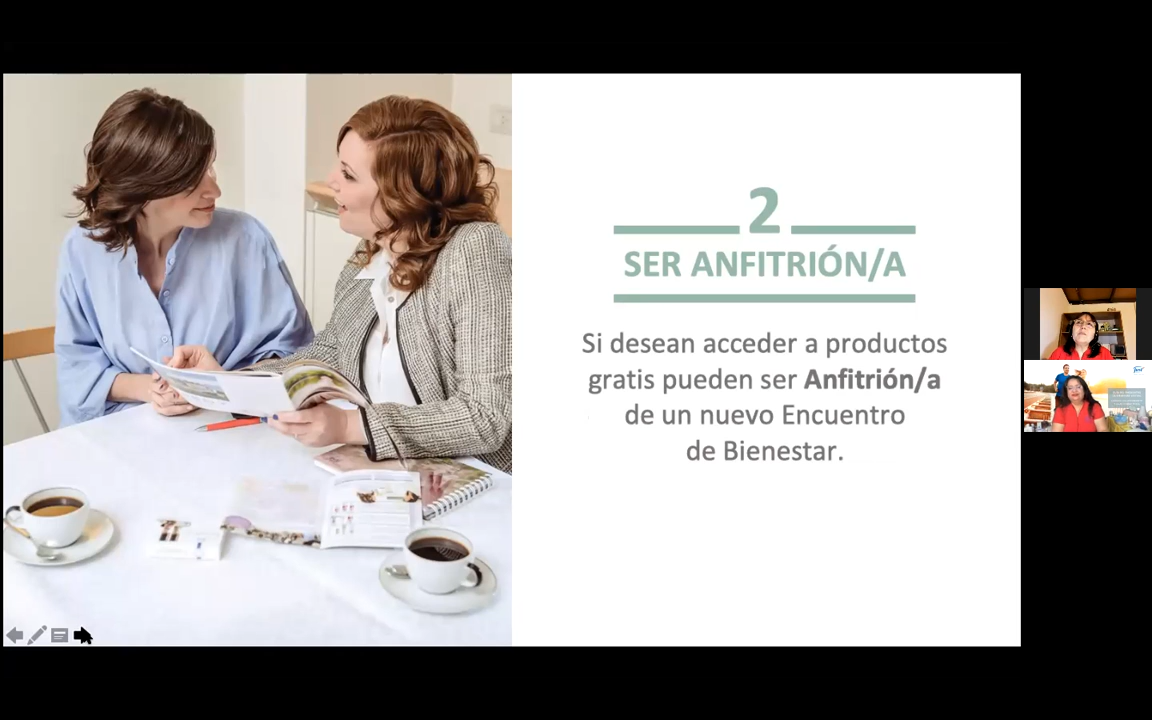 2
SER ANFITRIÓN/A
Si desean acceder a productos
gratis pueden ser Anfitrión/a
de un nuevo Encuentro
de Bienestar.